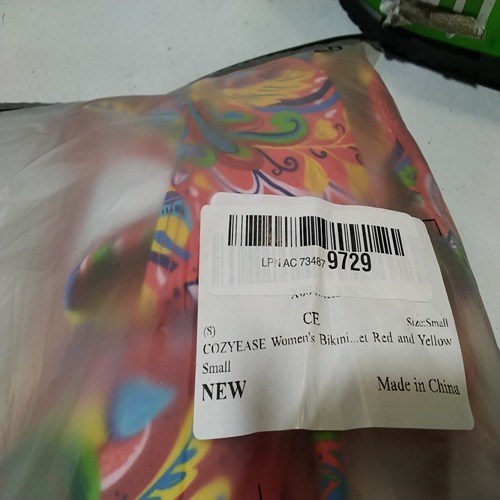 LPN AC 73487 9729
CE
(S) Size:Small
COZYEASE Women's Bikini...et Red and Yellow
Small
NEW Made in China